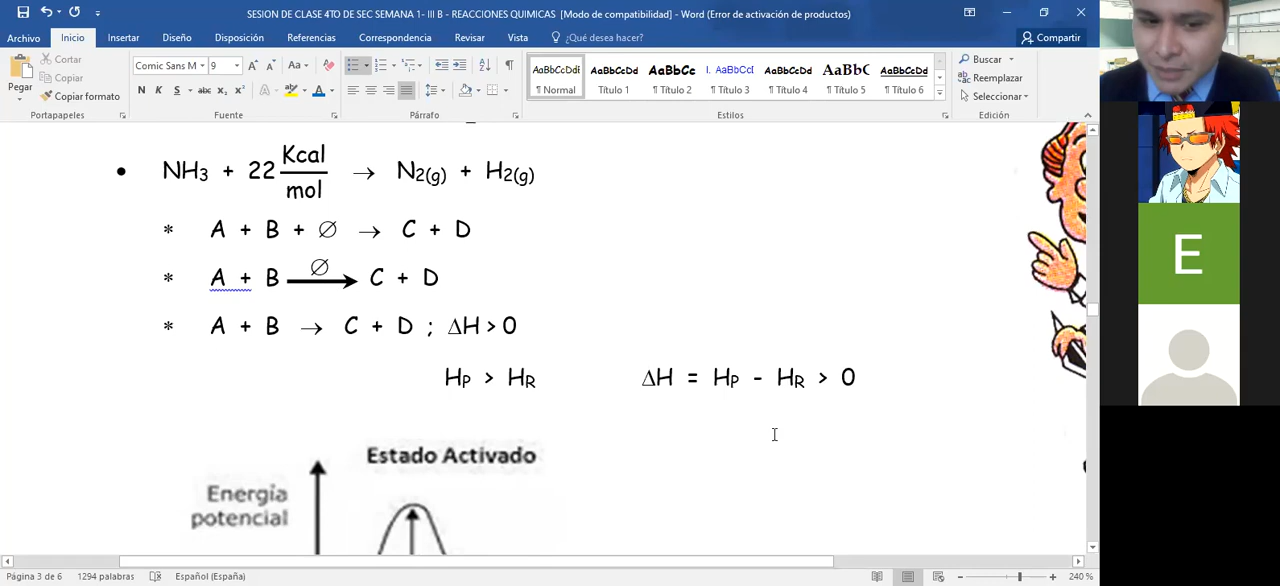 SESION DE CLASE 4TO DE SEC SEMANA 1- III B - REACCIONES QUIMICAS [Modo de compatibilidad] - Word (Error de activación de productos)
Archivo Inicio Insertar Diseño Disposición Referencias Correspondencia Revisar Vista ¿Qué desea hacer? Compartir
Pegar
Cortar
Copiar
Copiar formato
Portapapeles
Comic Sans M 9
Fuente
Párrafo
AaBbCcDdE ¶ Normal
AaBbCcDd Título 1
AaBbCc Título 2
I. AaBbCcI Título 3
AaBbCcDd Título 4
AaBbC Título 5
AaBbCcDd ¶ Título 6
Estilos
Buscar
Reemplazar
Seleccionar
Edición
• NH3 + 22 Kcal/mol → N2(g) + H2(g)
* A + B + ∅ → C + D
* A + B ∅→ C + D
* A + B → C + D ; ΔH > 0
HP > HR ΔH = HP - HR > 0
Estado Activado
Energía
potencial
E
Página 3 de 6 1294 palabras Español (España) 240 %